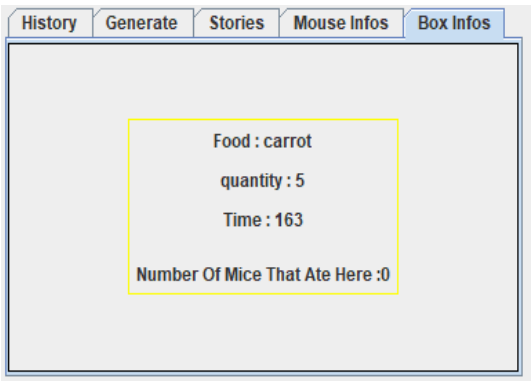 History Generate Stories Mouse Infos Box Infos
Food : carrot
quantity : 5
Time : 163
Number Of Mice That Ate Here :0